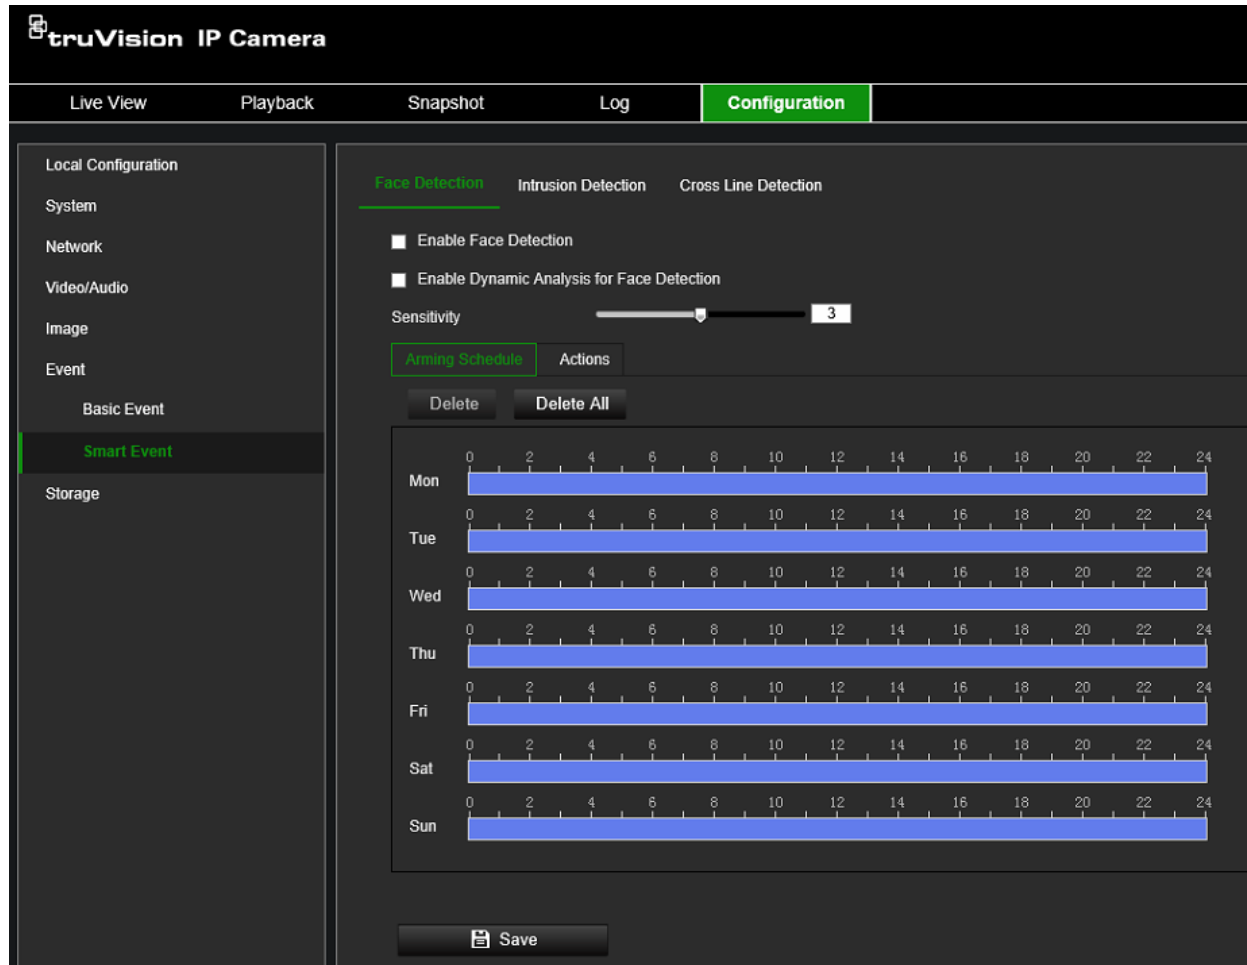 truVision IP Camera
Live View Playback Snapshot Log Configuration
Local Configuration
System
Network
Video/Audio
Image
Event
Basic Event
Smart Event
Storage
Face Detection Intrusion Detection Cross Line Detection
Enable Face Detection
Enable Dynamic Analysis for Face Detection
Sensitivity 3
Arming Schedule Actions
Delete Delete All
0 2 4 6 8 10 12 14 16 18 20 22 24
Mon
0 2 4 6 8 10 12 14 16 18 20 22 24
Tue
0 2 4 6 8 10 12 14 16 18 20 22 24
Wed
0 2 4 6 8 10 12 14 16 18 20 22 24
Thu
0 2 4 6 8 10 12 14 16 18 20 22 24
Fri
0 2 4 6 8 10 12 14 16 18 20 22 24
Sat
0 2 4 6 8 10 12 14 16 18 20 22 24
Sun
Save